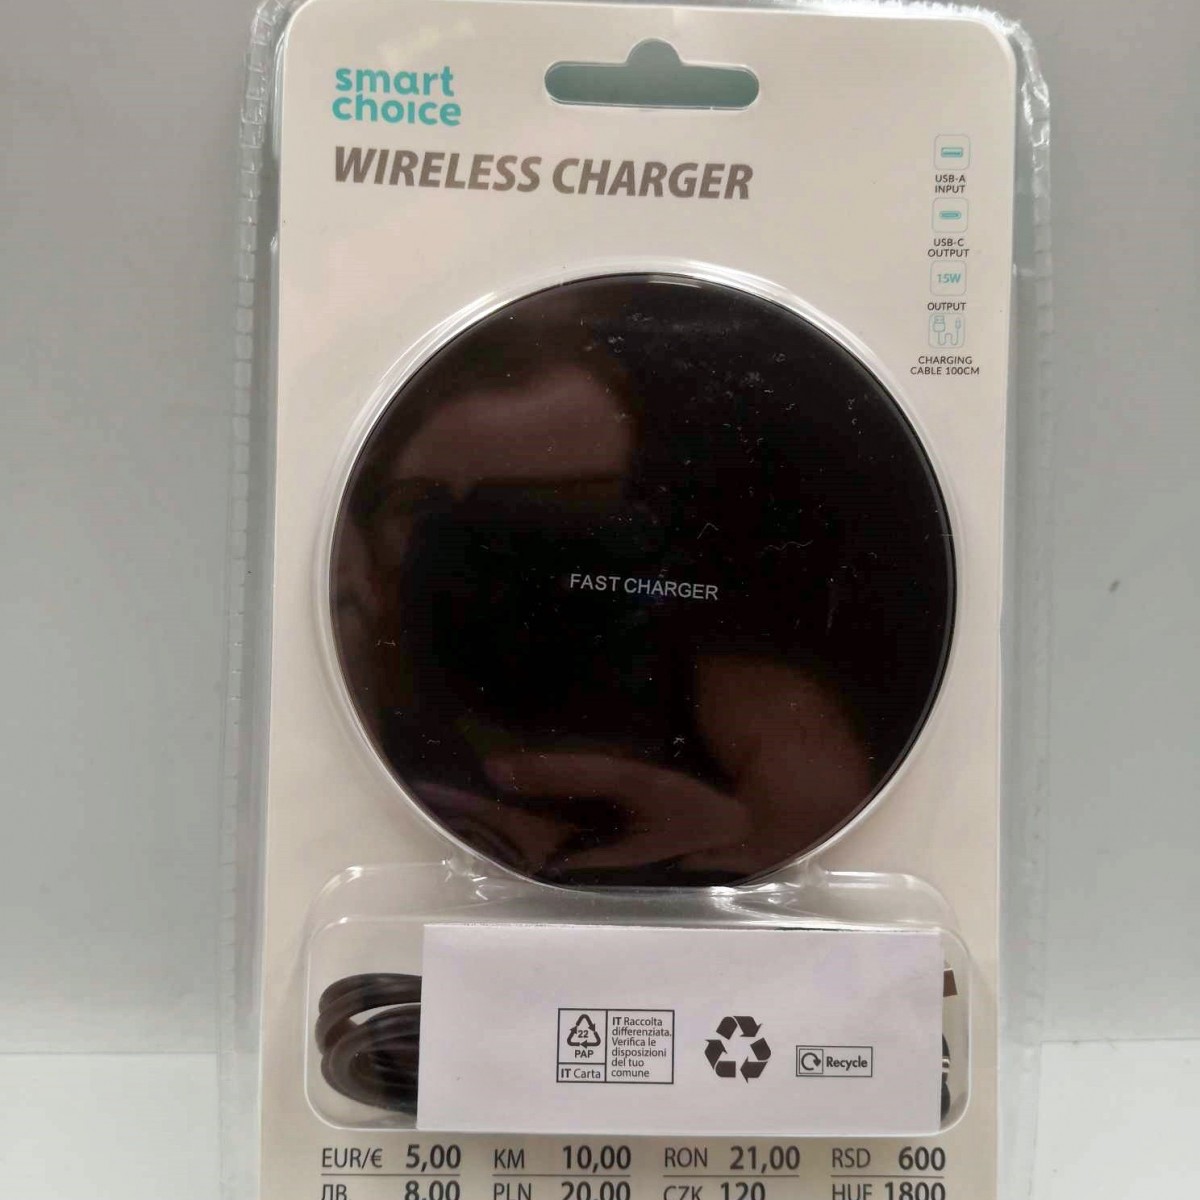 smart
choice
WIRELESS CHARGER
USB-A
INPUT
USB-C
OUTPUT
15W
OUTPUT
CHARGING
CABLE 100CM
FAST CHARGER
22
PAP
IT Carta
IT Raccolta
differenziata.
Verifica le
disposizioni
del tuo
comune
Recycle
EUR/€ 5,00 KM 10,00 RON 21,00 RSD 600
ЛВ 8,00 PLN 20,00 CZK 120 HUF 1800